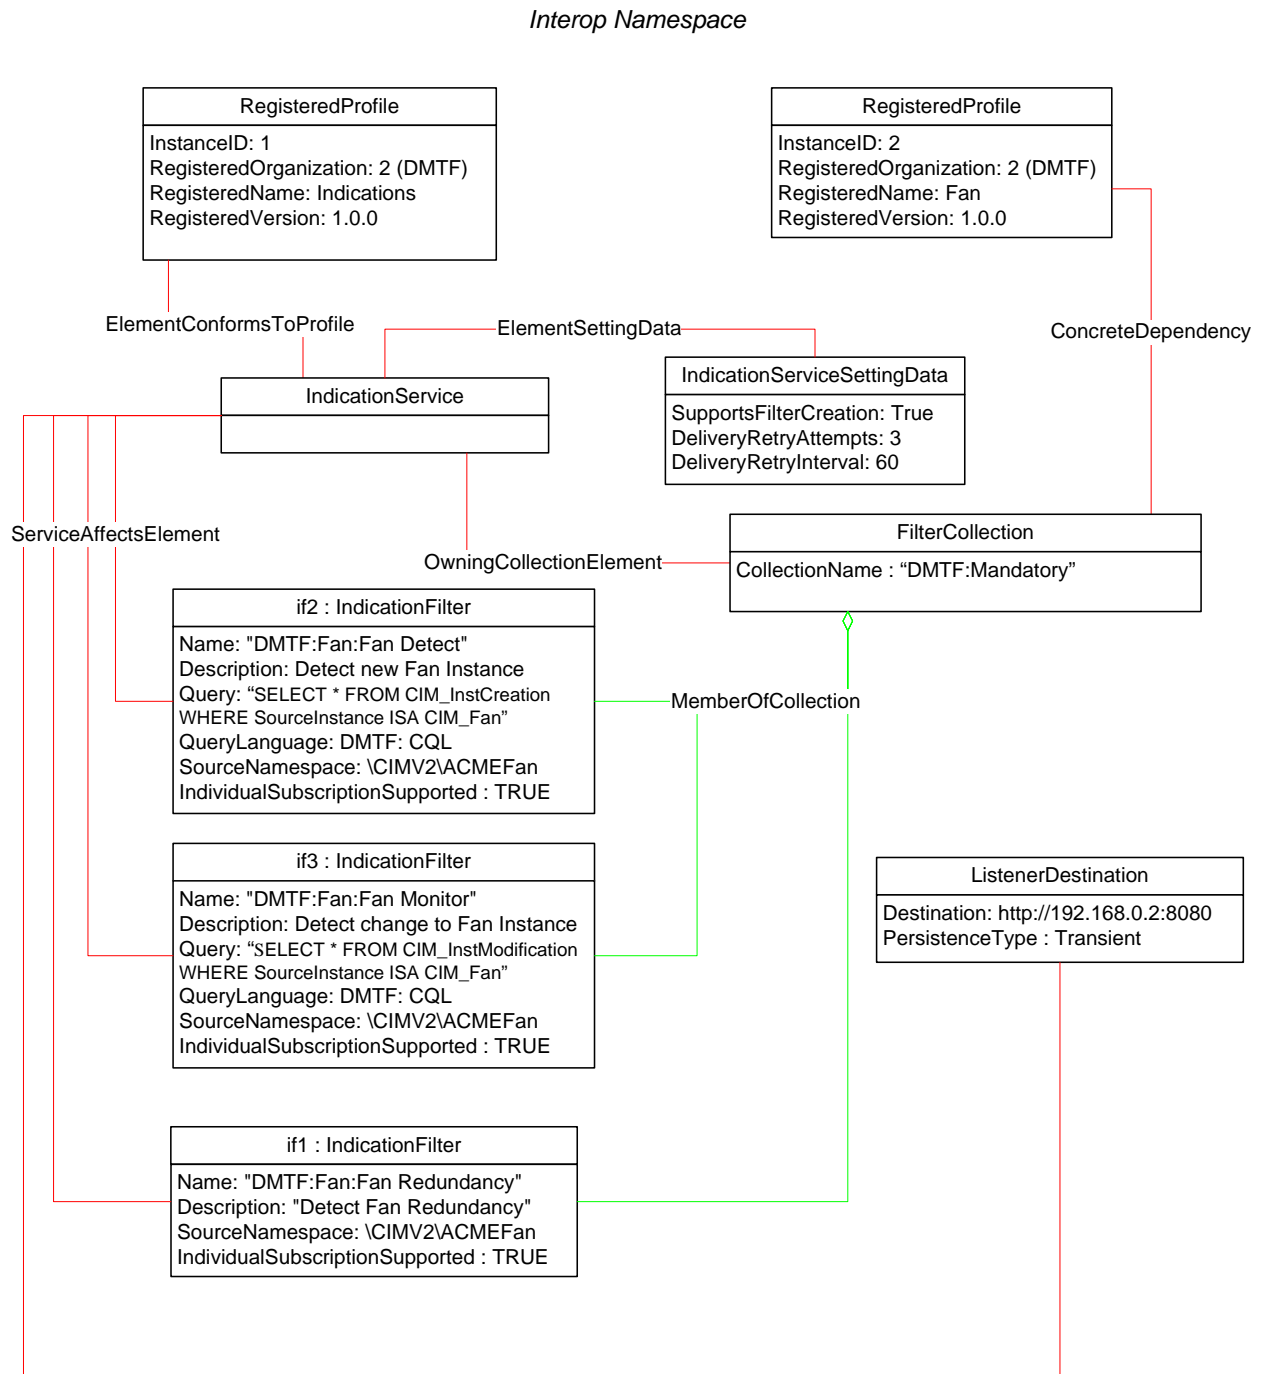 Interop Namespace
RegisteredProfile
InstanceID: 1
RegisteredOrganization: 2 (DMTF)
RegisteredName: Indications
RegisteredVersion: 1.0.0
RegisteredProfile
InstanceID: 2
RegisteredOrganization: 2 (DMTF)
RegisteredName: Fan
RegisteredVersion: 1.0.0
ElementConformsToProfile
ElementSettingData
ConcreteDependency
IndicationService
IndicationServiceSettingData
SupportsFilterCreation: True
DeliveryRetryAttempts: 3
DeliveryRetryInterval: 60
ServiceAffectsElement
OwningCollectionElement
FilterCollection
CollectionName : “DMTF:Mandatory”
if2 : IndicationFilter
Name: "DMTF:Fan:Fan Detect"
Description: Detect new Fan Instance
Query: “SELECT * FROM CIM_InstCreation
WHERE SourceInstance ISA CIM_Fan”
QueryLanguage: DMTF: CQL
SourceNamespace: \CIMV2\ACMEFan
IndividualSubscriptionSupported : TRUE
MemberOfCollection
if3 : IndicationFilter
Name: "DMTF:Fan:Fan Monitor"
Description: Detect change to Fan Instance
Query: “SELECT * FROM CIM_InstModification
WHERE SourceInstance ISA CIM_Fan”
QueryLanguage: DMTF: CQL
SourceNamespace: \CIMV2\ACMEFan
IndividualSubscriptionSupported : TRUE
ListenerDestination
Destination: http://192.168.0.2:8080
PersistenceType : Transient
if1 : IndicationFilter
Name: "DMTF:Fan:Fan Redundancy"
Description: "Detect Fan Redundancy"
SourceNamespace: \CIMV2\ACMEFan
IndividualSubscriptionSupported : TRUE